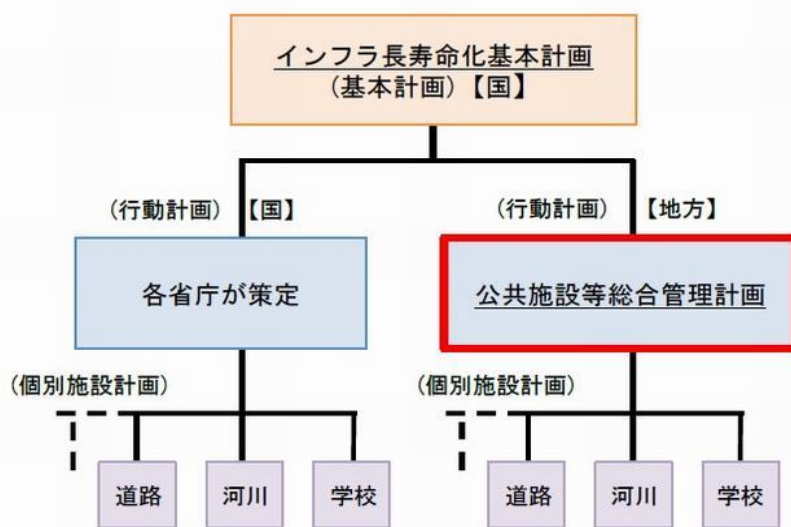 インフラ長寿命化基本計画
(基本計画)【国】
(行動計画)【国】
(行動計画)【地方】
各省庁が策定
公共施設等総合管理計画
(個別施設計画)
(個別施設計画)
道路
河川
学校
道路
河川
学校